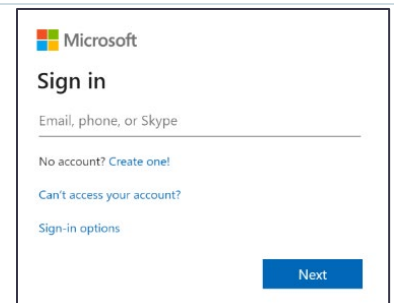 Microsoft
Sign in
Email, phone, or Skype
No account? Create one!
Can't access your account?
Sign-in options
Next